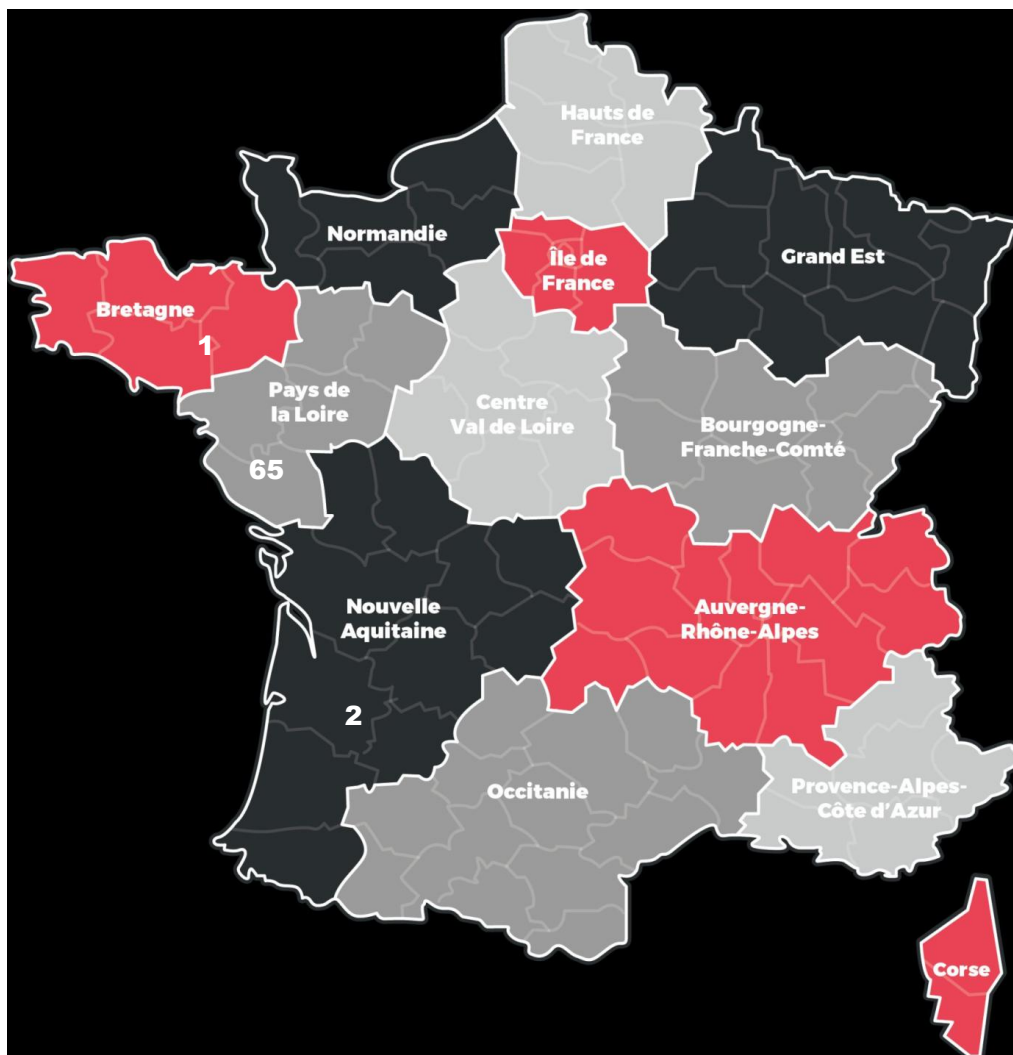 Hauts de
France
Normandie
Île de
France
Grand Est
Bretagne
1
Pays de
la Loire
Centre
Val de Loire
Bourgogne-
Franche-Comté
65
Nouvelle
Aquitaine
Auvergne-
Rhône-Alpes
2
Occitanie
Provence-Alpes-
Côte d'Azur
Corse